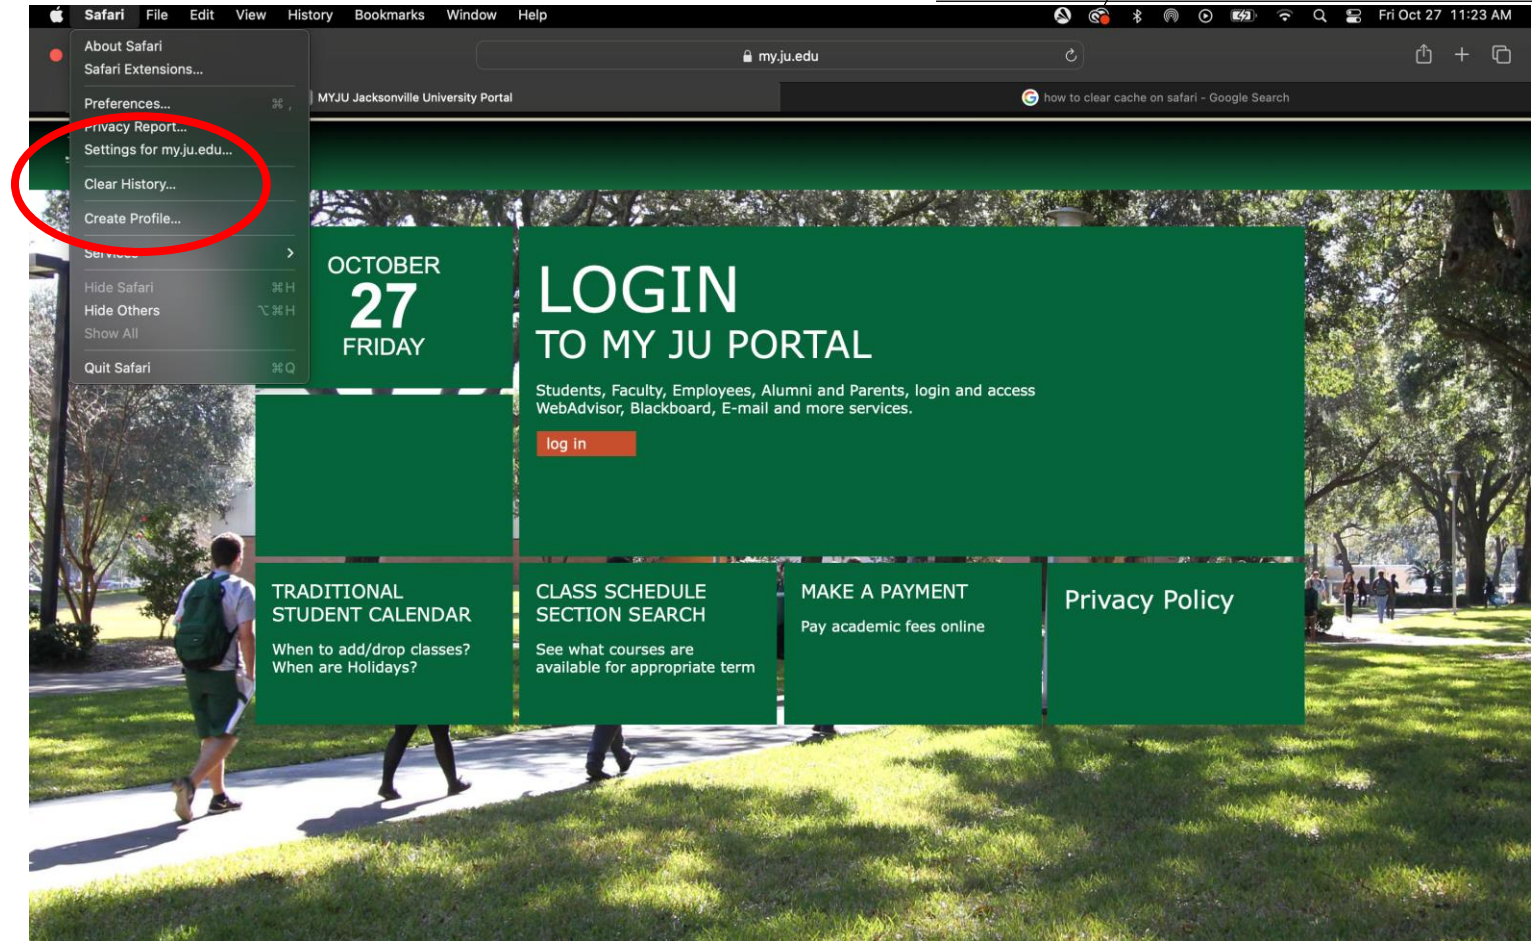 Safari File Edit View History Bookmarks Window Help Fri Oct 27 11:23 AM
my.ju.edu
MYJU Jacksonville University Portal
how to clear cache on safari - Google Search
About Safari
Safari Extensions...
Preferences... ⌘ ,
Privacy Report...
Settings for my.ju.edu...
Clear History...
Create Profile...
Services
Hide Safari ⌘H
Hide Others ⌥⌘H
Show All
Quit Safari ⌘Q
OCTOBER
27
FRIDAY
LOGIN
TO MY JU PORTAL
Students, Faculty, Employees, Alumni and Parents, login and access
WebAdvisor, Blackboard, E-mail and more services.
log in
TRADITIONAL
STUDENT CALENDAR
When to add/drop classes?
When are Holidays?
CLASS SCHEDULE
SECTION SEARCH
See what courses are
available for appropriate term
MAKE A PAYMENT
Pay academic fees online
Privacy Policy